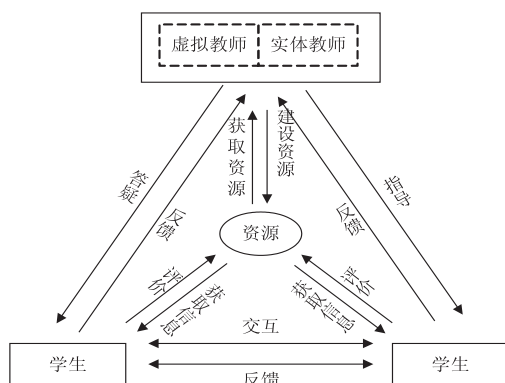 虚拟教师 实体教师
获取资源
建设资源
答疑
反馈
反馈
指导
资源
评价
获取信息
获取信息
评价
交互
学生
学生
反馈